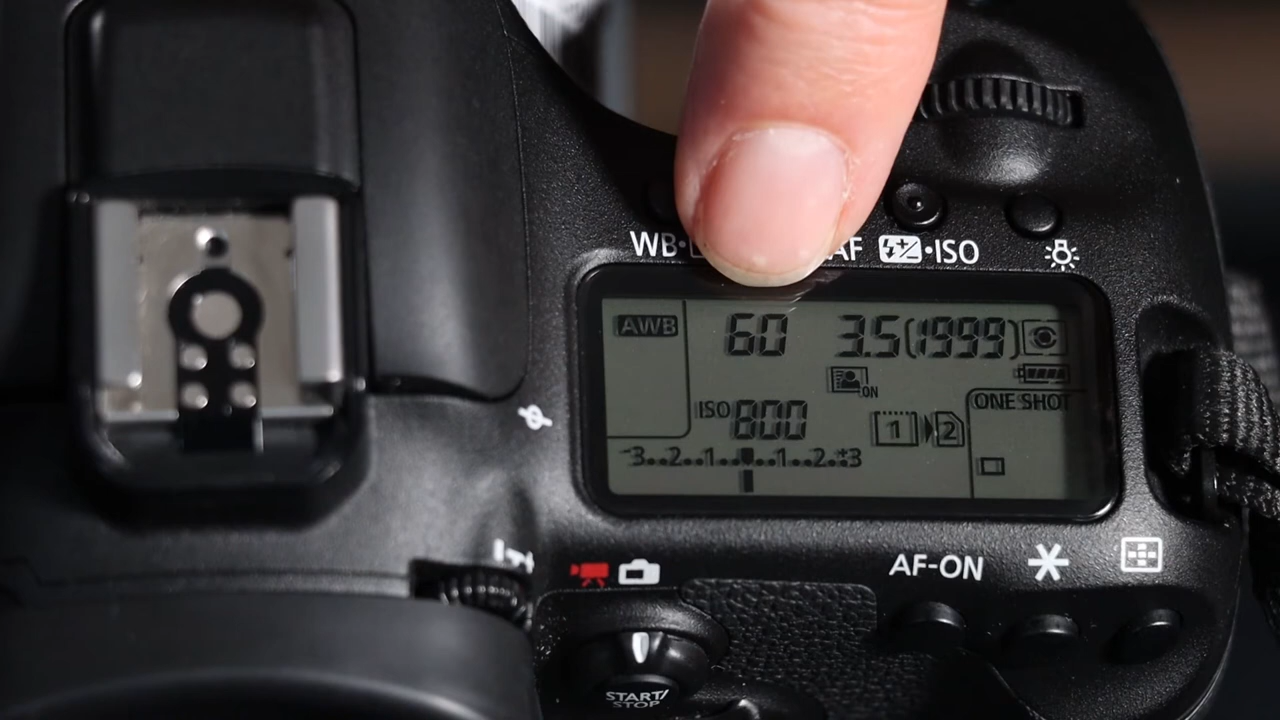 WB· AF ·ISO
AWB 60 3.5(1999)
ON
ISO 800 1 2 ONE SHOT
-3..2..1..▪..1..2..+3
AF-ON
START/
STOP